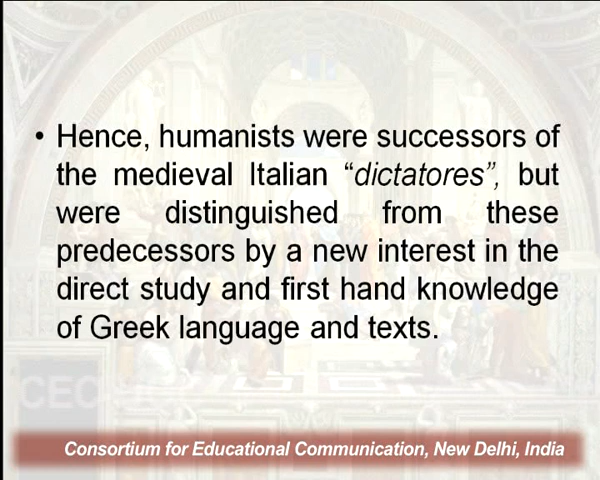 • Hence, humanists were successors of
the medieval Italian “dictatores”, but
were distinguished from these
predecessors by a new interest in the
direct study and first hand knowledge
of Greek language and texts.
CEC
Consortium for Educational Communication, New Delhi, India